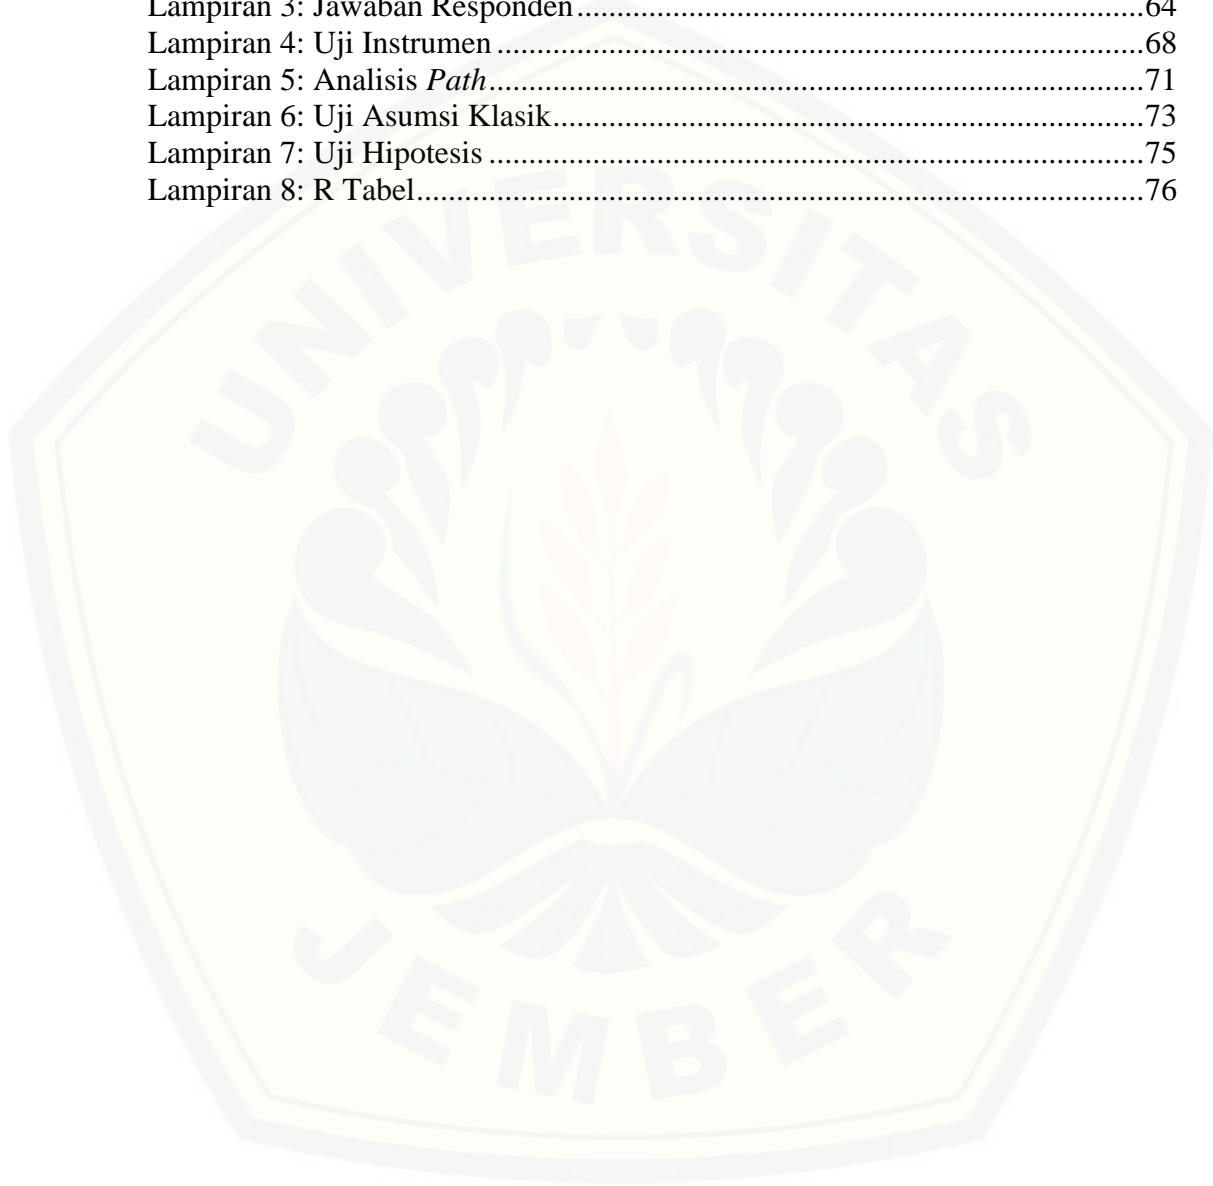 Lampiran 3: Jawaban Responden......................................................................64
Lampiran 4: Uji Instrumen................................................................................68
Lampiran 5: Analisis Path.................................................................................71
Lampiran 6: Uji Asumsi Klasik.........................................................................73
Lampiran 7: Uji Hipotesis.................................................................................75
Lampiran 8: R Tabel..........................................................................................76
UNIVERSITAS
JEMBER